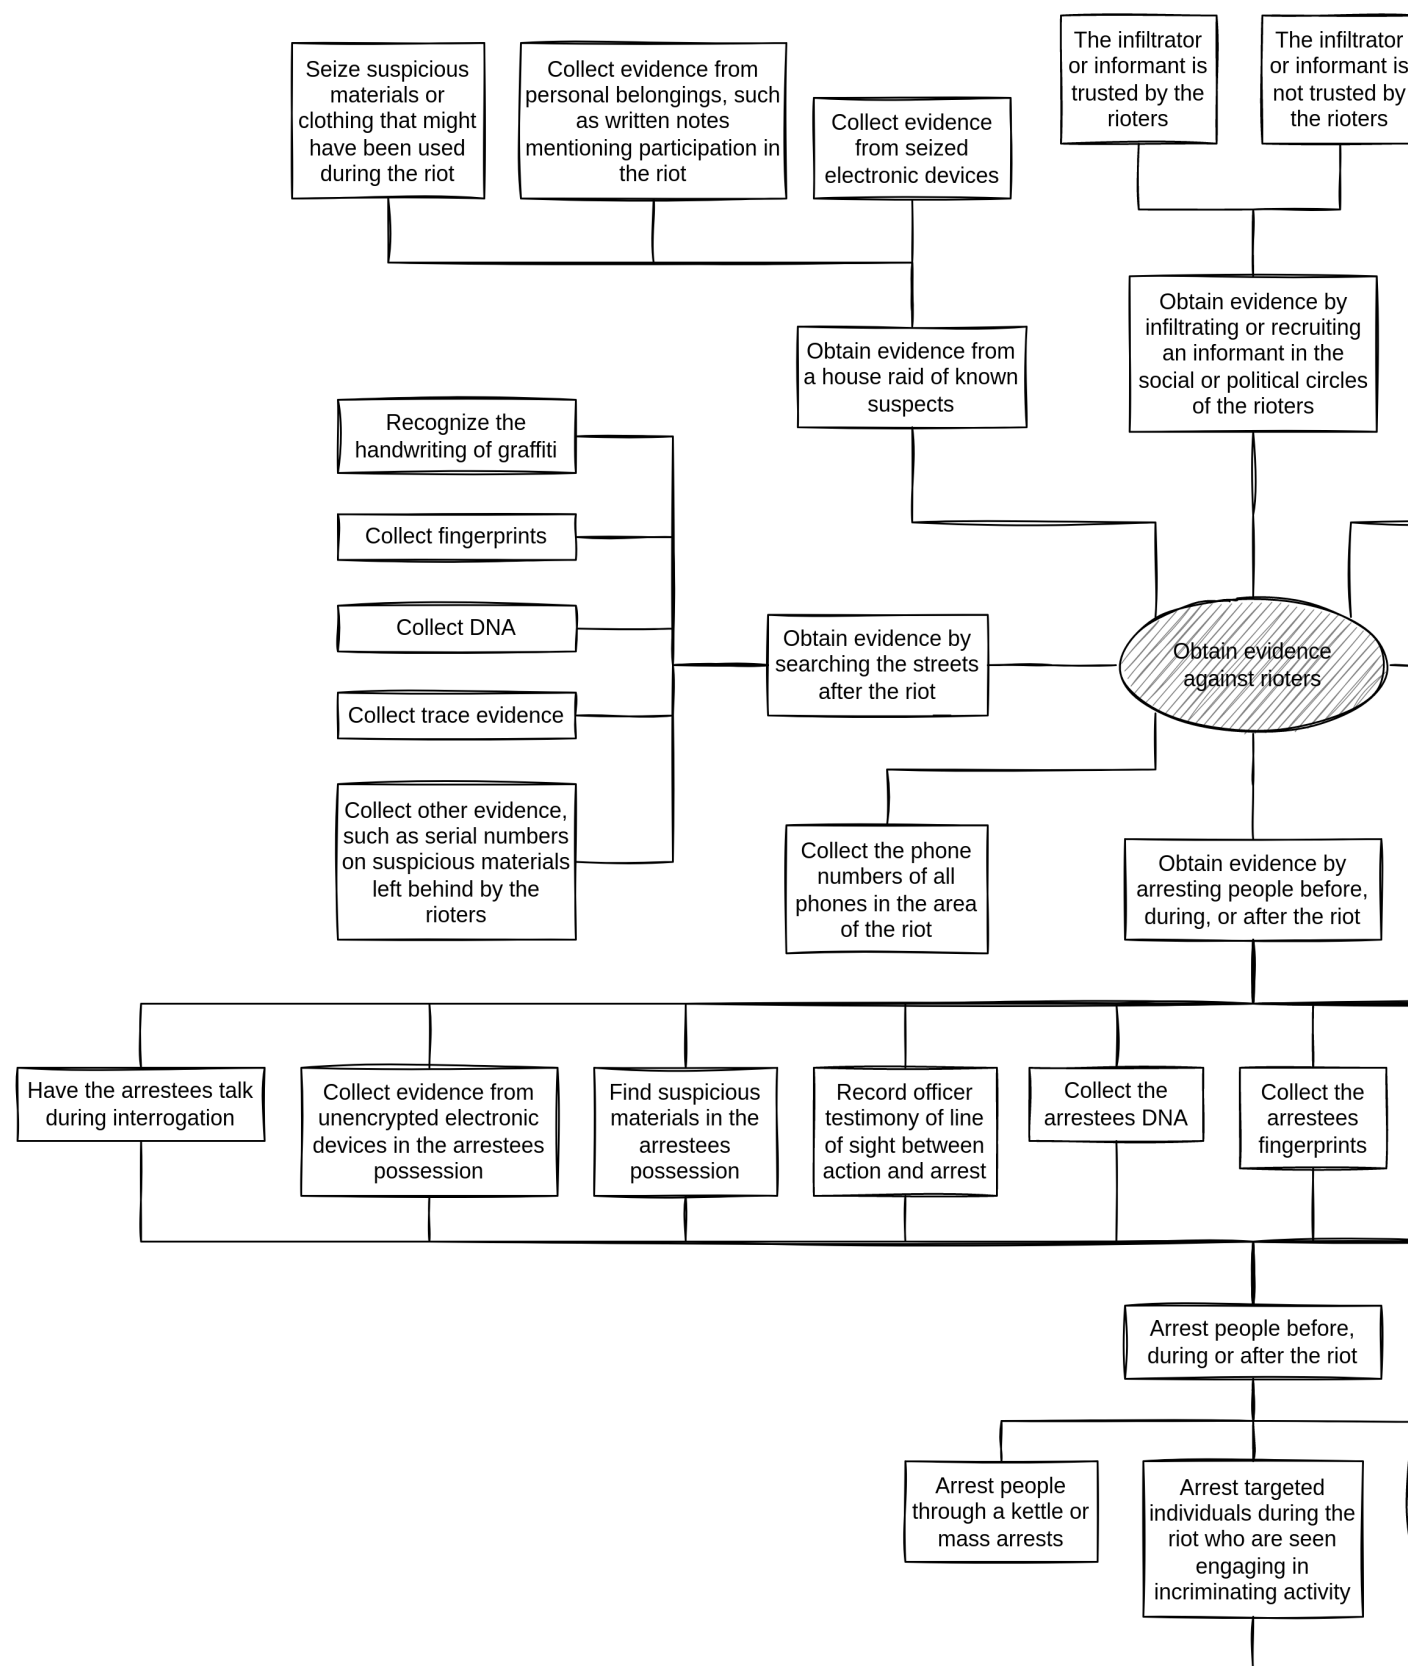 The infiltrator
or informant is
trusted by the
rioters
The infiltrator
or informant is
not trusted by
the rioters
Seize suspicious
materials or
clothing that might
have been used
during the riot
Collect evidence from
personal belongings, such
as written notes
mentioning participation in
the riot
Collect evidence
from seized
electronic devices
Obtain evidence by
infiltrating or recruiting
an informant in the
social or political circles
of the rioters
Obtain evidence from
a house raid of known
suspects
Recognize the
handwriting of graffiti
Collect fingerprints
Collect DNA
Collect trace evidence
Collect other evidence,
such as serial numbers
on suspicious materials
left behind by the
rioters
Obtain evidence by
searching the streets
after the riot
Obtain evidence
against rioters
Collect the phone
numbers of all
phones in the area
of the riot
Obtain evidence by
arresting people before,
during, or after the riot
Have the arrestees talk
during interrogation
Collect evidence from
unencrypted electronic
devices in the arrestees
possession
Find suspicious
materials in the
arrestees
possession
Record officer
testimony of line
of sight between
action and arrest
Collect the
arrestees DNA
Collect the
arrestees
fingerprints
Arrest people before,
during or after the riot
Arrest people
through a kettle or
mass arrests
Arrest targeted
individuals during the
riot who are seen
engaging in
incriminating activity